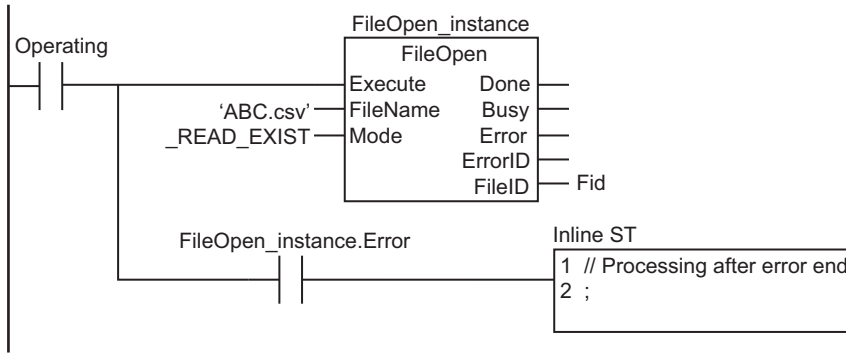 FileOpen_instance
Operating
FileOpen
Execute Done
‘ABC.csv’ FileName Busy
_READ_EXIST Mode Error
ErrorID
FileID Fid
FileOpen_instance.Error
Inline ST
1 // Processing after error end
2 ;